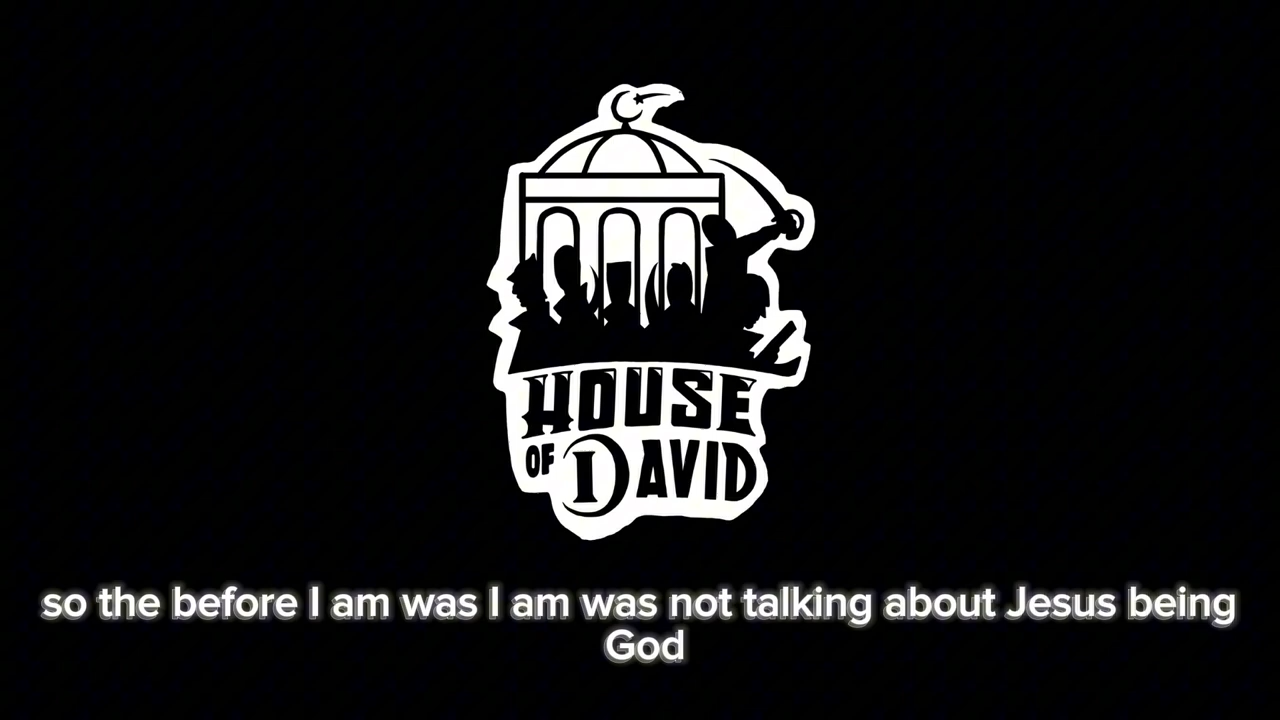 HOUSE
OF DAVID
so the before I am was I am was not talking about Jesus being
God